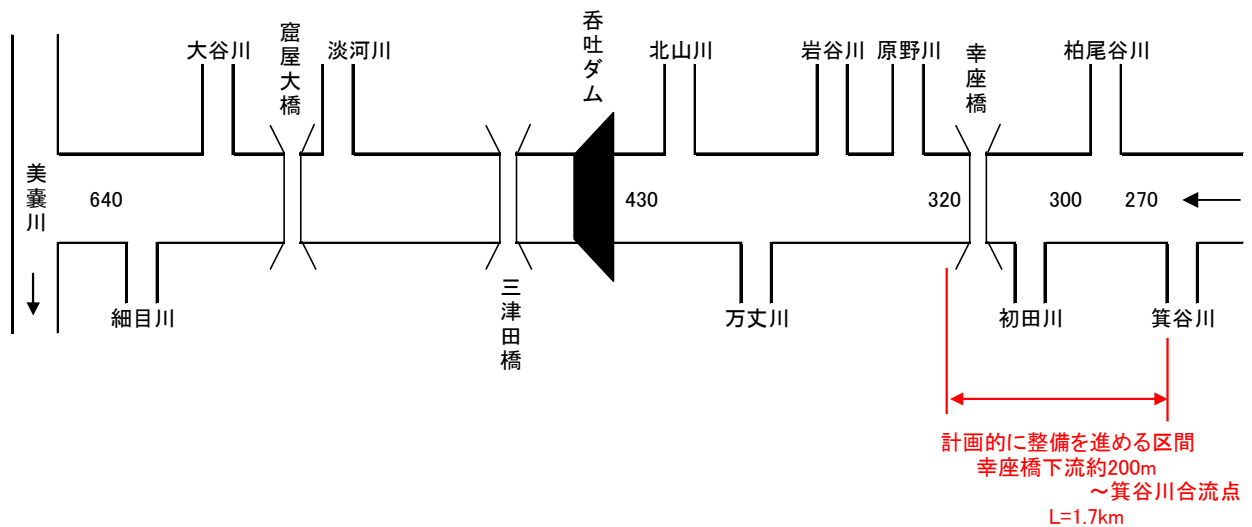 呑吐ダム
窟屋大橋
大谷川
淡河川
北山川
岩谷川
原野川
幸座橋
柏尾谷川
美嚢川
640
430
320
300
270
細目川
三津田橋
万丈川
初田川
箕谷川
計画的に整備を進める区間
幸座橋下流約200m
～箕谷川合流点
L=1.7km